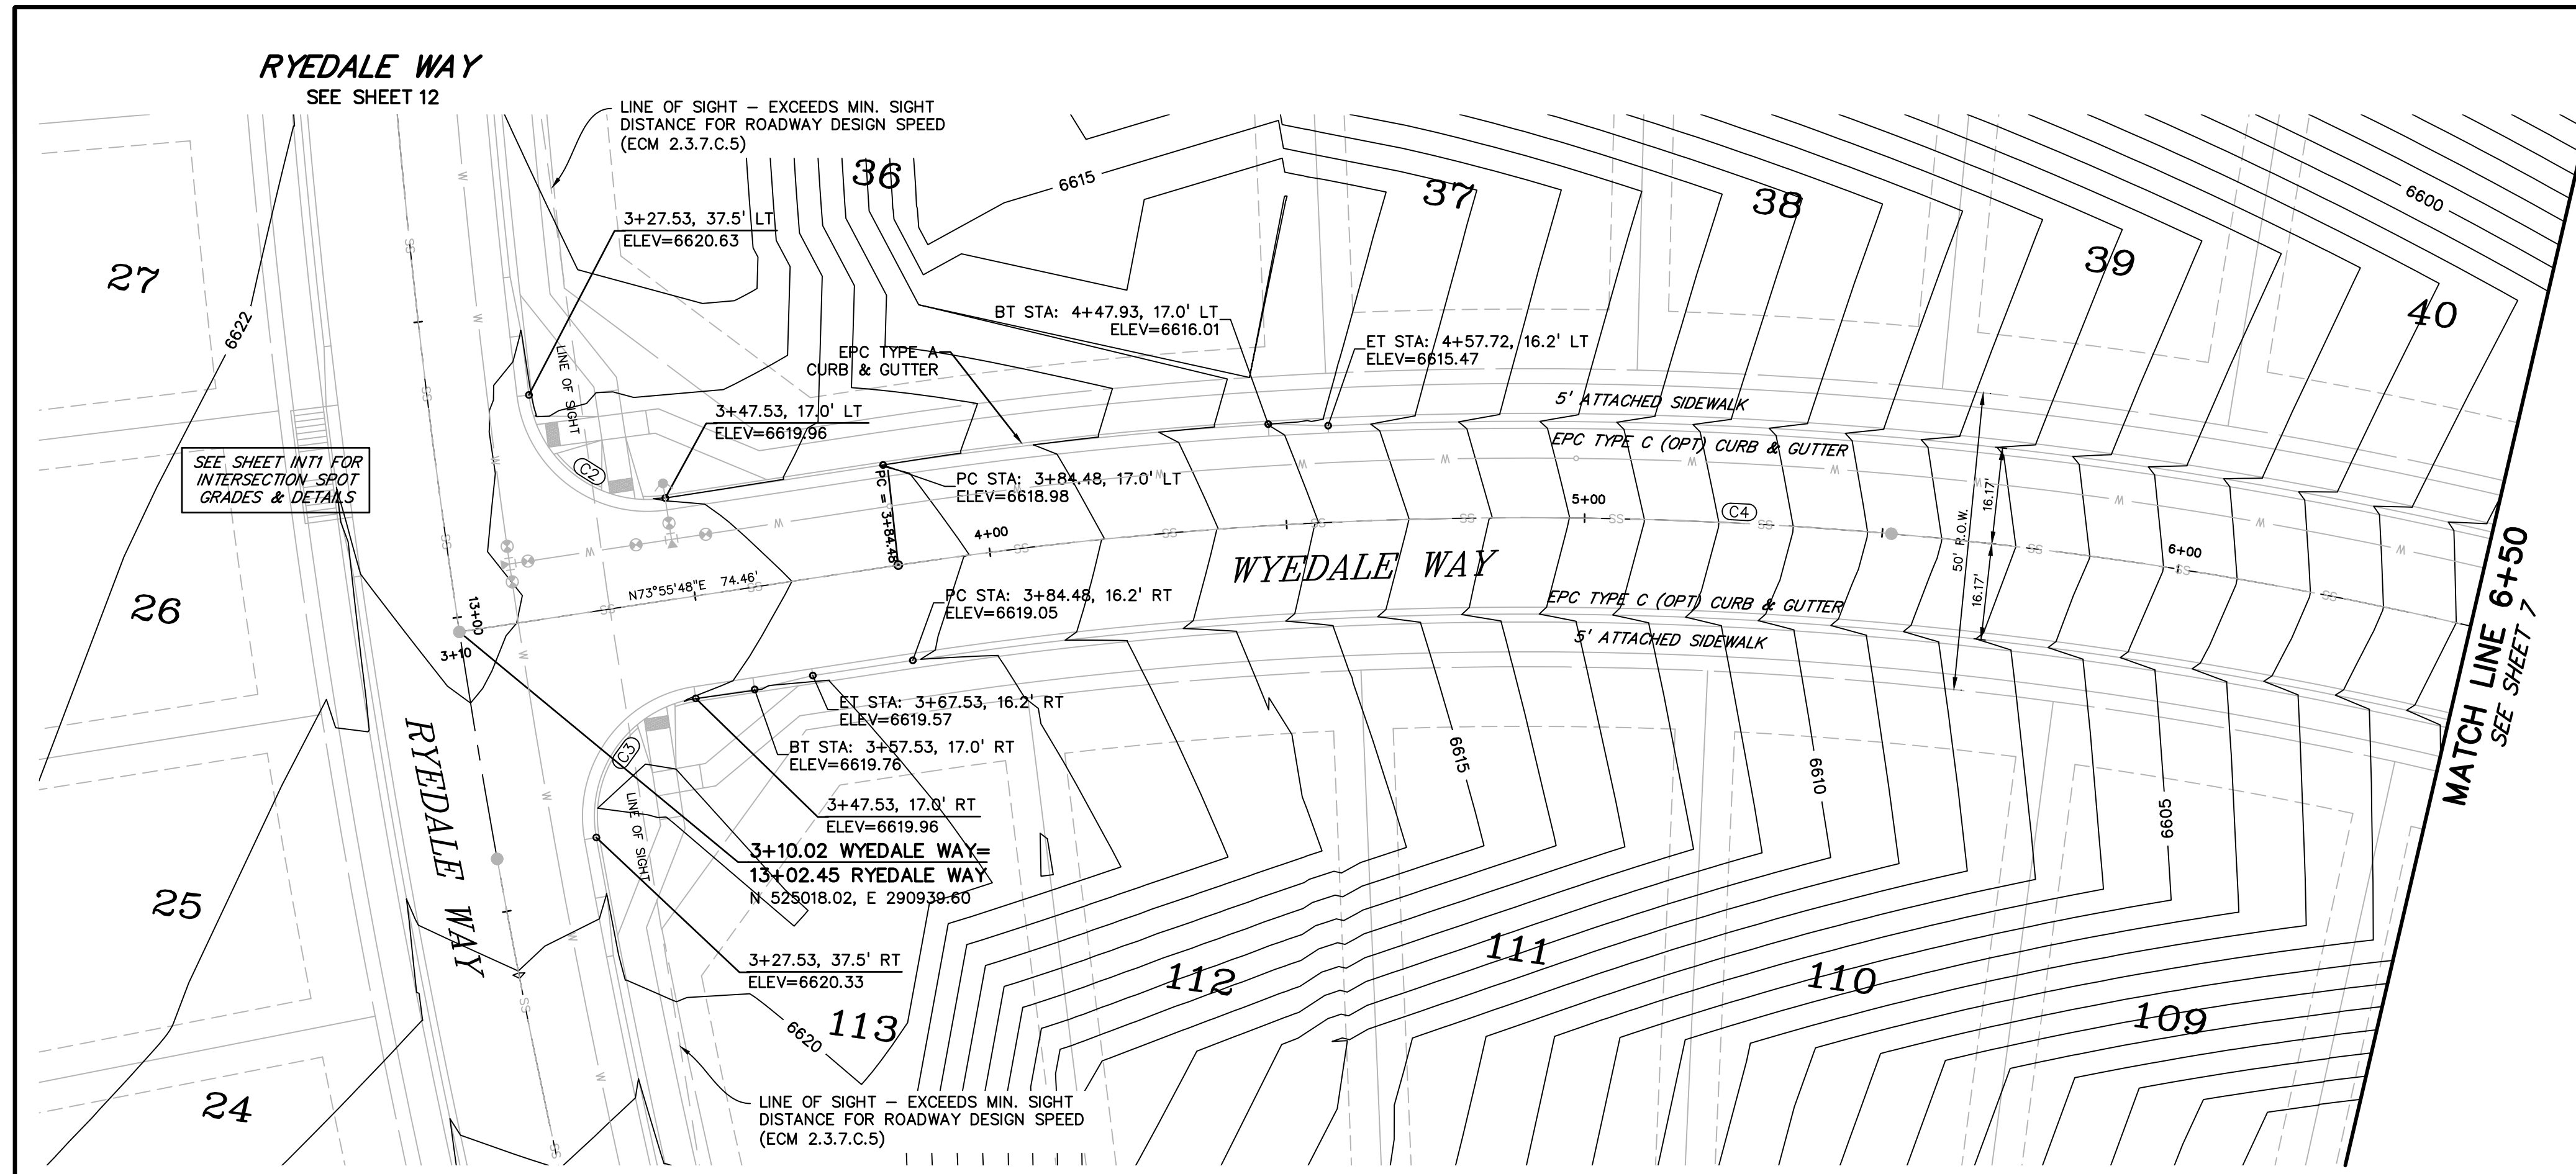 RYEDALE WAY
SEE SHEET 12
LINE OF SIGHT – EXCEEDS MIN. SIGHT
DISTANCE FOR ROADWAY DESIGN SPEED
(ECM 2.3.7.C.5)
36
37
38
39
40
6615
6600
27
6622
3+27.53, 37.5' LT
ELEV=6620.63
BT STA: 4+47.93, 17.0' LT
ELEV=6616.01
ET STA: 4+57.72, 16.2' LT
ELEV=6615.47
EPC TYPE A
CURB & GUTTER
LINE OF SIGHT
3+47.53, 17.0' LT
ELEV=6619.96
5' ATTACHED SIDEWALK
EPC TYPE C (OPT) CURB & GUTTER
SEE SHEET INT1 FOR
INTERSECTION SPOT
GRADES & DETAILS
C2
PC STA: 3+84.48, 17.0' LT
ELEV=6618.98
PC = 3+84.48
4+00
5+00
C4
6+00
50' R.O.W.
16.17'
16.17'
WYEDALE WAY
N73°55'48"E 74.46'
13+00
3+10
26
PC STA: 3+84.48, 16.2' RT
ELEV=6619.05
EPC TYPE C (OPT) CURB & GUTTER
5' ATTACHED SIDEWALK
MATCH LINE 6+50
SEE SHEET 7
RYEDALE WAY
ET STA: 3+67.53, 16.2' RT
ELEV=6619.57
BT STA: 3+57.53, 17.0' RT
ELEV=6619.76
C3
LINE OF SIGHT
3+47.53, 17.0' RT
ELEV=6619.96
3+10.02 WYEDALE WAY=
13+02.45 RYEDALE WAY
N 525018.02, E 290939.60
6615
6610
6605
25
3+27.53, 37.5' RT
ELEV=6620.33
6620
113
112
111
110
109
24
LINE OF SIGHT – EXCEEDS MIN. SIGHT
DISTANCE FOR ROADWAY DESIGN SPEED
(ECM 2.3.7.C.5)